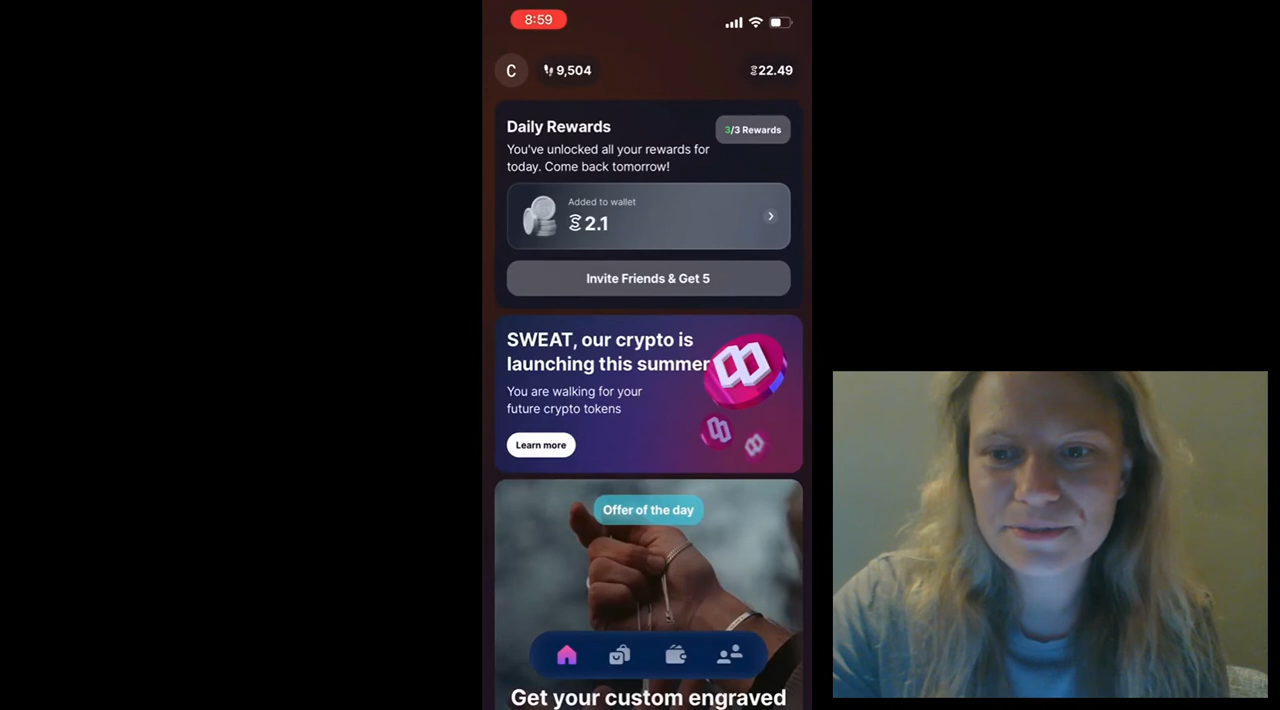 8:59
C 9,504 22.49
Daily Rewards
3/3 Rewards
You've unlocked all your rewards for
today. Come back tomorrow!
Added to wallet
2.1
Invite Friends & Get 5
SWEAT, our crypto is
launching this summer
You are walking for your
future crypto tokens
Learn more
Offer of the day
Get your custom engraved